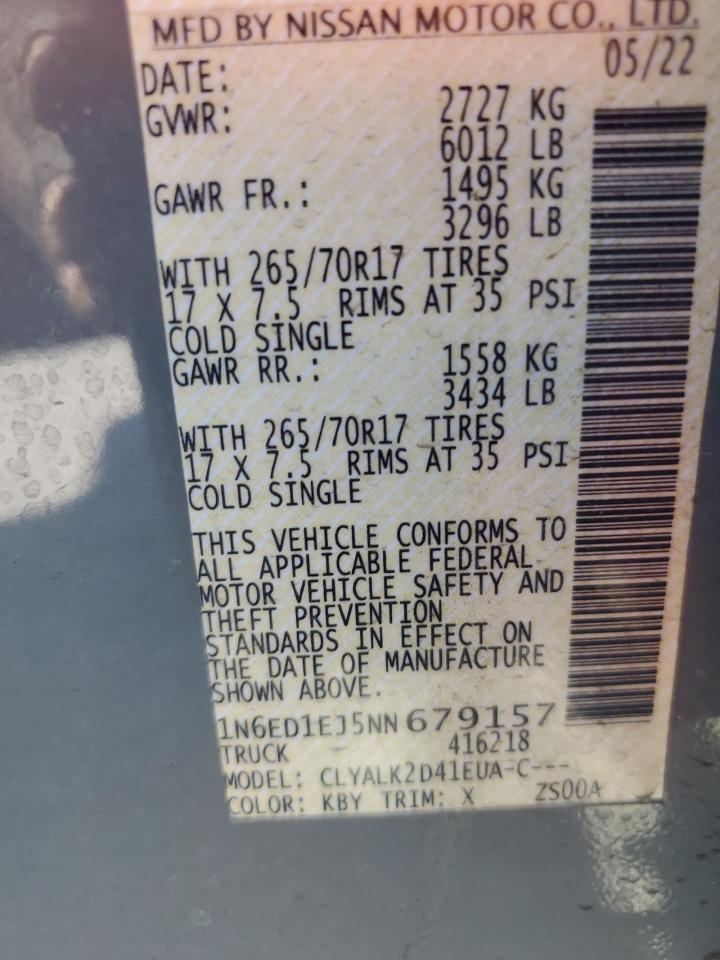 MFD BY NISSAN MOTOR CO., LTD.
DATE: 05/22
GVWR: 2727 KG
6012 LB
GAWR FR.: 1495 KG
3296 LB
WITH 265/70R17 TIRES
17 X 7.5 RIMS AT 35 PSI
COLD SINGLE
GAWR RR.: 1558 KG
3434 LB
WITH 265/70R17 TIRES
17 X 7.5 RIMS AT 35 PSI
COLD SINGLE
THIS VEHICLE CONFORMS TO
ALL APPLICABLE FEDERAL
MOTOR VEHICLE SAFETY AND
THEFT PREVENTION
STANDARDS IN EFFECT ON
THE DATE OF MANUFACTURE
SHOWN ABOVE.
1N6ED1EJ5NN679157
TRUCK 416218
MODEL: CLYALK2D41EUA-C---
COLOR: KBY TRIM: X ZS00A